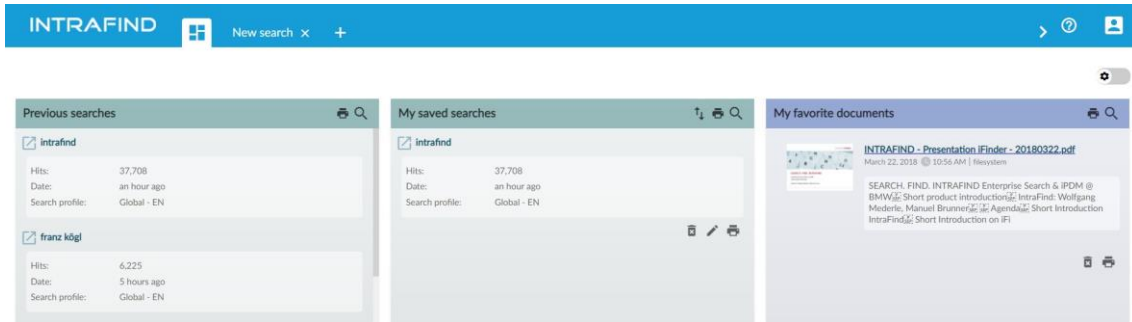 INTRAFIND
New search × +
Previous searches
intrafind
Hits: 37,708
Date: an hour ago
Search profile: Global - EN
franz kögl
Hits: 6,225
Date: 5 hours ago
Search profile: Global - EN
My saved searches
intrafind
Hits: 37,708
Date: an hour ago
Search profile: Global - EN
My favorite documents
INTRAFIND - Presentation iFinder - 20180322.pdf
March 22, 2018 @ 10:56 AM | filesystem
SEARCH. FIND. INTRAFIND Enterprise Search & iPDM @
BMW Short product introduction IntraFind: Wolfgang
Mederle, Manuel Brunner Agenda Short Introduction
IntraFind Short Introduction on iFi